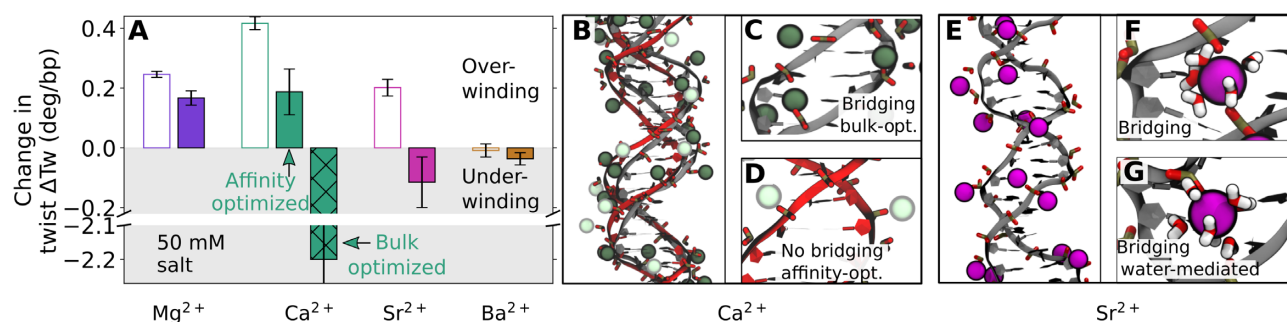 A
0.4
0.2
0.0
−0.2
−2.1
−2.2
Change in
twist ΔTw (deg/bp)
Over-
winding
Under-
winding
Affinity
optimized
Bulk
optimized
50 mM
salt
Mg²⁺
Ca²⁺
Sr²⁺
Ba²⁺
B
C
Bridging
bulk-opt.
D
No bridging
affinity-opt.
Ca²⁺
E
F
Bridging
G
Bridging
water-mediated
Sr²⁺